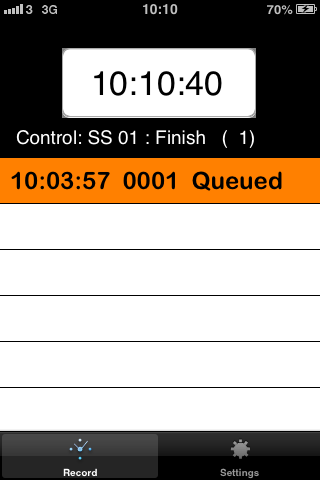 3 3G 10:10 70%
10:10:40
Control: SS 01 : Finish ( 1)
10:03:57 0001 Queued
Record Settings